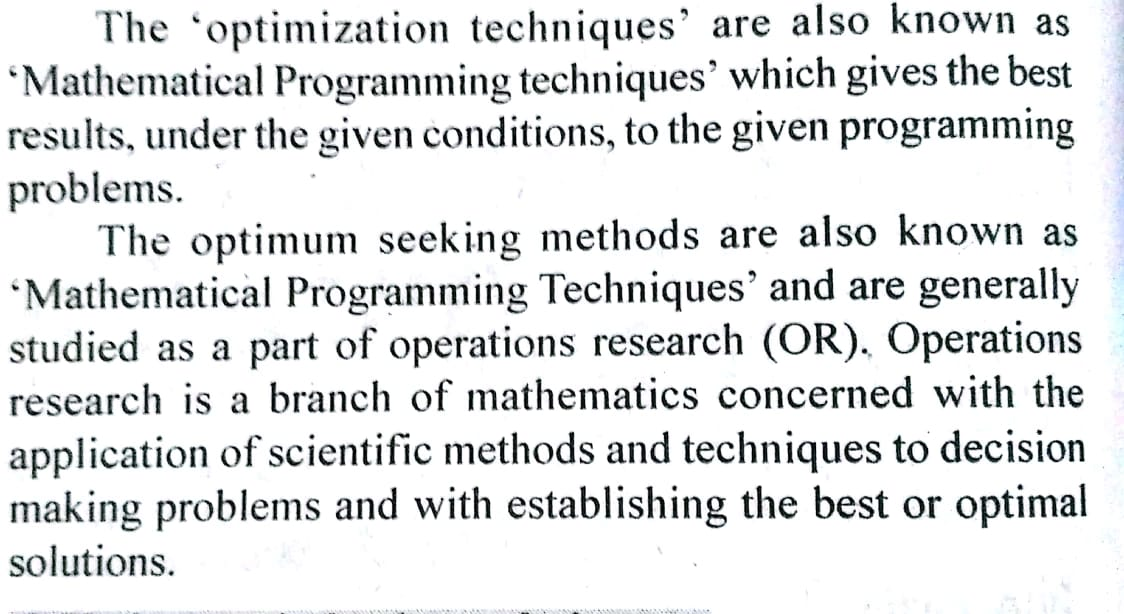 The ‘optimization techniques’ are also known as
‘Mathematical Programming techniques’ which gives the best
results, under the given conditions, to the given programming
problems.
The optimum seeking methods are also known as
‘Mathematical Programming Techniques’ and are generally
studied as a part of operations research (OR). Operations
research is a branch of mathematics concerned with the
application of scientific methods and techniques to decision
making problems and with establishing the best or optimal
solutions.